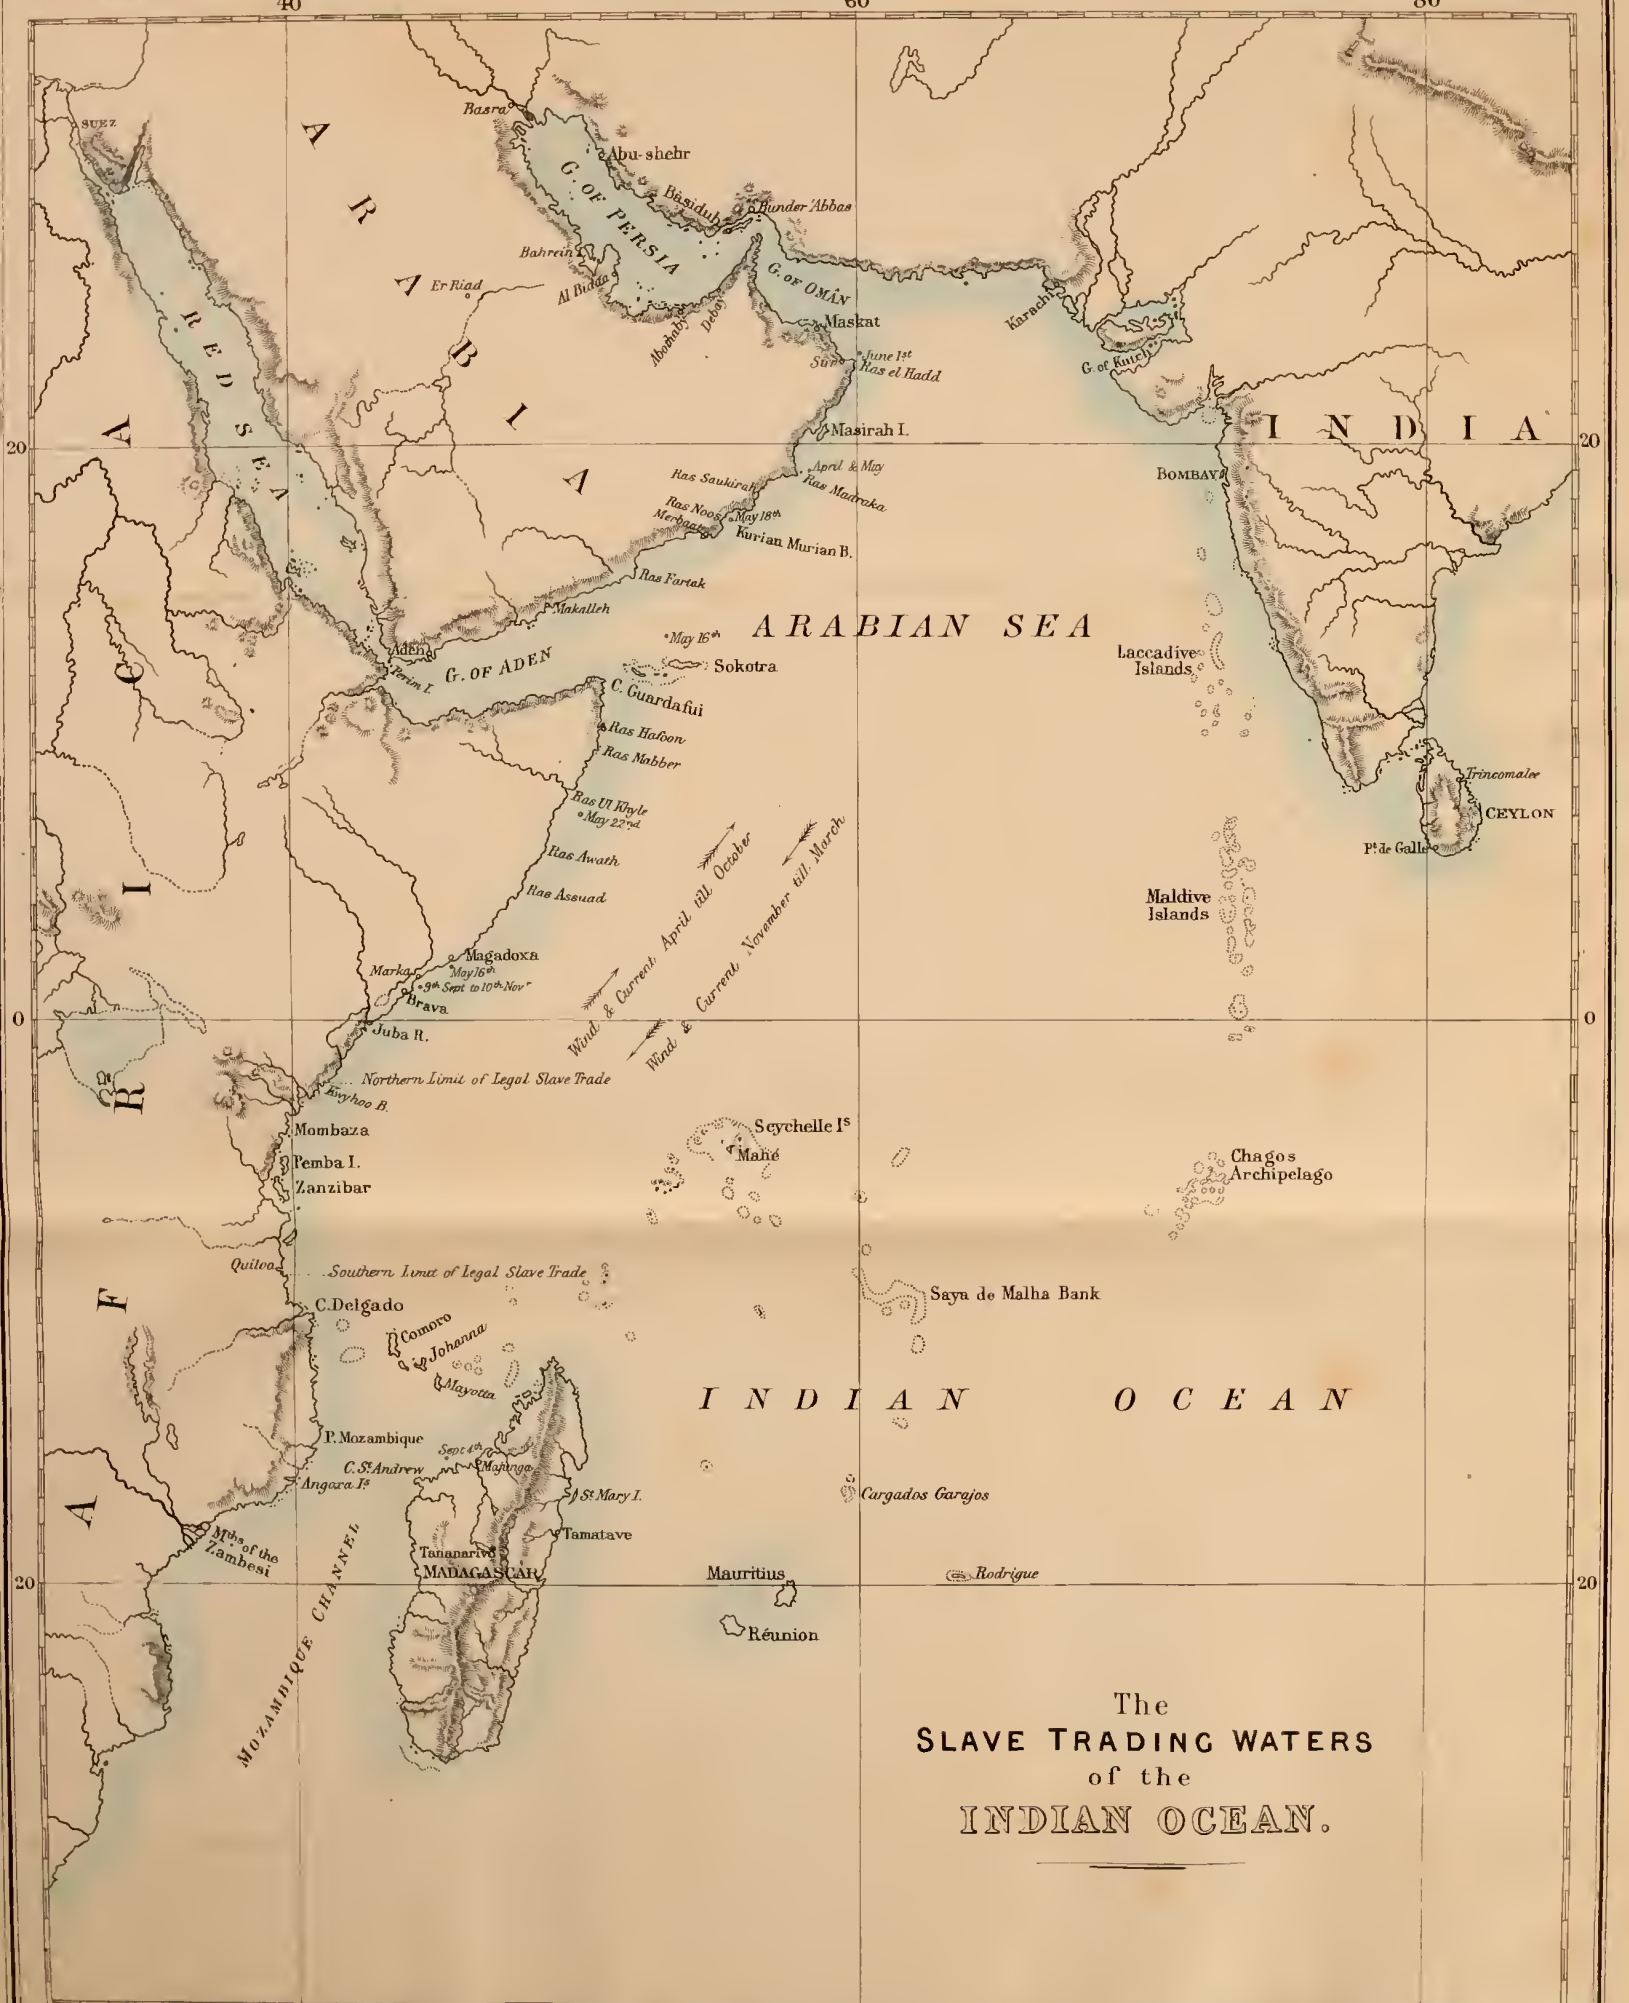 40
60
80
SUEZ
Basra
ARABIA
Abu-shehr
G. OF PERSIA
Bâsiduh
Bunder 'Abbas
Bahrein
Er Riad
Al Bidaa
Abothaby
Debay
G. OF OMÂN
Maskat
Karachi
G. of Kutch
Sûr
June 1st
Ras el Hadd
RED SEA
20
Masirah I.
INDIA
20
BOMBAY
Ras Saukirah
April & May
Ras Madraka
Ras Noos
May 18th
Merbaat
Kurian Murian B.
Ras Fartak
Makalleh
ARABIAN SEA
Aden
Perim I.
G. OF ADEN
May 16th
Sokotra
C. Guardafui
Laccadive
Islands
Ras Hafoon
Ras Mabber
Ras Ul Khyle
May 22nd
Ras Awath
Ras Assuad
Trincomalee
CEYLON
Pt. de Galle
Maldive
Islands
Wind & Current, April till October
Wind & Current, November till March
Magadoxa
Marka
May 16th
9th Sept to 10th Novr
Brava
0
Juba R.
0
Northern Limit of Legal Slave Trade
Kwyhoo B.
Mombaza
Pemba I.
Zanzibar
Seychelle Is
Mahé
Chagos
Archipelago
Quiloa
Southern Limit of Legal Slave Trade
C. Delgado
Saya de Malha Bank
Comoro
Johanna
Mayotta
AFRICA
INDIAN OCEAN
P. Mozambique
Sept 4th
C. St. Andrew
Majunga
Angoxa Is
St. Mary I.
Cargados Garajos
Mths of the
Zambesi
Tamatave
Tananarivo
MADAGASCAR
20
Mauritius
Rodrigue
20
Réunion
MOZAMBIQUE CHANNEL
The
SLAVE TRADING WATERS
of the
INDIAN OCEAN.